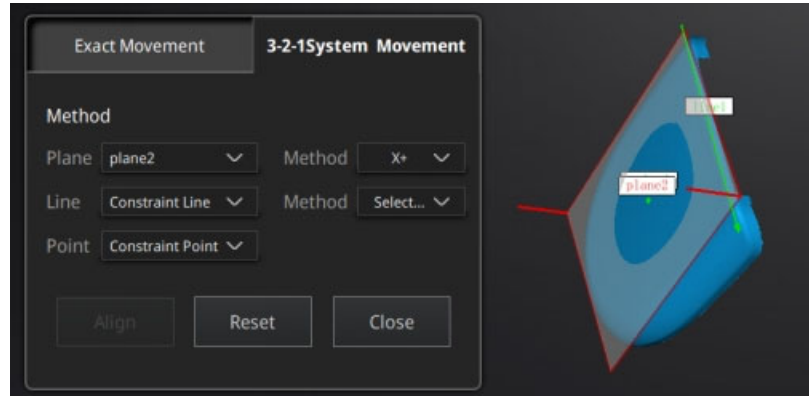 Exact Movement
3-2-1System Movement
Method
Plane plane2 Method X+
Line Constraint Line Method Select...
Point Constraint Point
Align Reset Close
line1
plane2